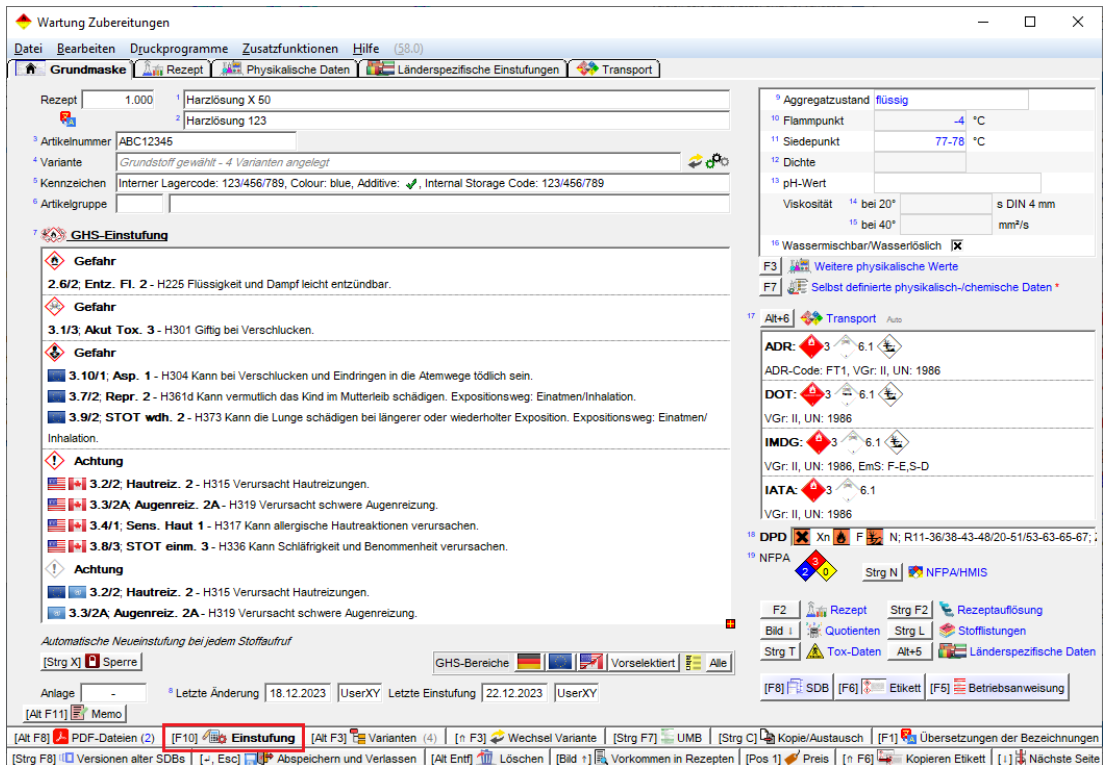 Wartung Zubereitungen
Datei Bearbeiten Druckprogramme Zusatzfunktionen Hilfe (58.0)
Grundmaske Rezept Physikalische Daten Länderspezifische Einstufungen Transport
Rezept 1.000 1 Harzlösung X 50
2 Harzlösung 123
3 Artikelnummer ABC12345
4 Variante Grundstoff gewählt - 4 Varianten angelegt
5 Kennzeichen Interner Lagercode: 123/456/789, Colour: blue, Additive: ✔, Internal Storage Code: 123/456/789
6 Artikelgruppe
7 GHS-Einstufung
Gefahr
2.6/2; Entz. Fl. 2 - H225 Flüssigkeit und Dampf leicht entzündbar.
Gefahr
3.1/3; Akut Tox. 3 - H301 Giftig bei Verschlucken.
Gefahr
3.10/1; Asp. 1 - H304 Kann bei Verschlucken und Eindringen in die Atemwege tödlich sein.
3.7/2; Repr. 2 - H361d Kann vermutlich das Kind im Mutterleib schädigen. Expositionsweg: Einatmen/Inhalation.
3.9/2; STOT wdh. 2 - H373 Kann die Lunge schädigen bei längerer oder wiederholter Exposition. Expositionsweg: Einatmen/
Inhalation.
Achtung
3.2/2; Hautreiz. 2 - H315 Verursacht Hautreizungen.
3.3/2A; Augenreiz. 2A - H319 Verursacht schwere Augenreizung.
3.4/1; Sens. Haut 1 - H317 Kann allergische Hautreaktionen verursachen.
3.8/3; STOT einm. 3 - H336 Kann Schläfrigkeit und Benommenheit verursachen.
Achtung
3.2/2; Hautreiz. 2 - H315 Verursacht Hautreizungen.
3.3/2A; Augenreiz. 2A - H319 Verursacht schwere Augenreizung.
Automatische Neueinstufung bei jedem Stoffaufruf
[Strg X] Sperre
GHS-Bereiche Vorselektiert Alle
Anlage - 8 Letzte Änderung 18.12.2023 UserXY Letzte Einstufung 22.12.2023 UserXY
[Alt F11] Memo
9 Aggregatzustand flüssig
10 Flammpunkt -4 °C
11 Siedepunkt 77-78 °C
12 Dichte
13 pH-Wert
Viskosität 14 bei 20° s DIN 4 mm
15 bei 40° mm²/s
16 Wassermischbar/Wasserlöslich
F3 Weitere physikalische Werte
F7 Selbst definierte physikalisch-/chemische Daten *
17 Alt+6 Transport Auto
ADR: 3 6.1
ADR-Code: FT1, VGr: II, UN: 1986
DOT: 3 6.1
VGr: II, UN: 1986
IMDG: 3 6.1
VGr: II, UN: 1986, EmS: F-E,S-D
IATA: 3 6.1
VGr: II, UN: 1986
18 DPD Xn F N; R11-36/38-43-48/20-51/53-63-65-67;
19 NFPA 3 2 0 Strg N NFPA/HMIS
F2 Rezept Strg F2 Rezeptauflösung
Bild ↓ Quotienten Strg L Stofflistungen
Strg T Tox-Daten Alt+5 Länderspezifische Daten
[F8] SDB [F6] Etikett [F5] Betriebsanweisung
[Alt F8] PDF-Dateien (2) [F10] Einstufung [Alt F3] Varianten (4) [⇑ F3] Wechsel Variante [Strg F7] UMB [Strg C] Kopie/Austausch [F1] Übersetzungen der Bezeichnungen
[Strg F8] Versionen alter SDBs [↵, Esc] Abspeichern und Verlassen [Alt Entf] Löschen [Bild ↑] Vorkommen in Rezepten [Pos 1] Preis [⇑ F6] Kopieren Etikett [↓] Nächste Seite